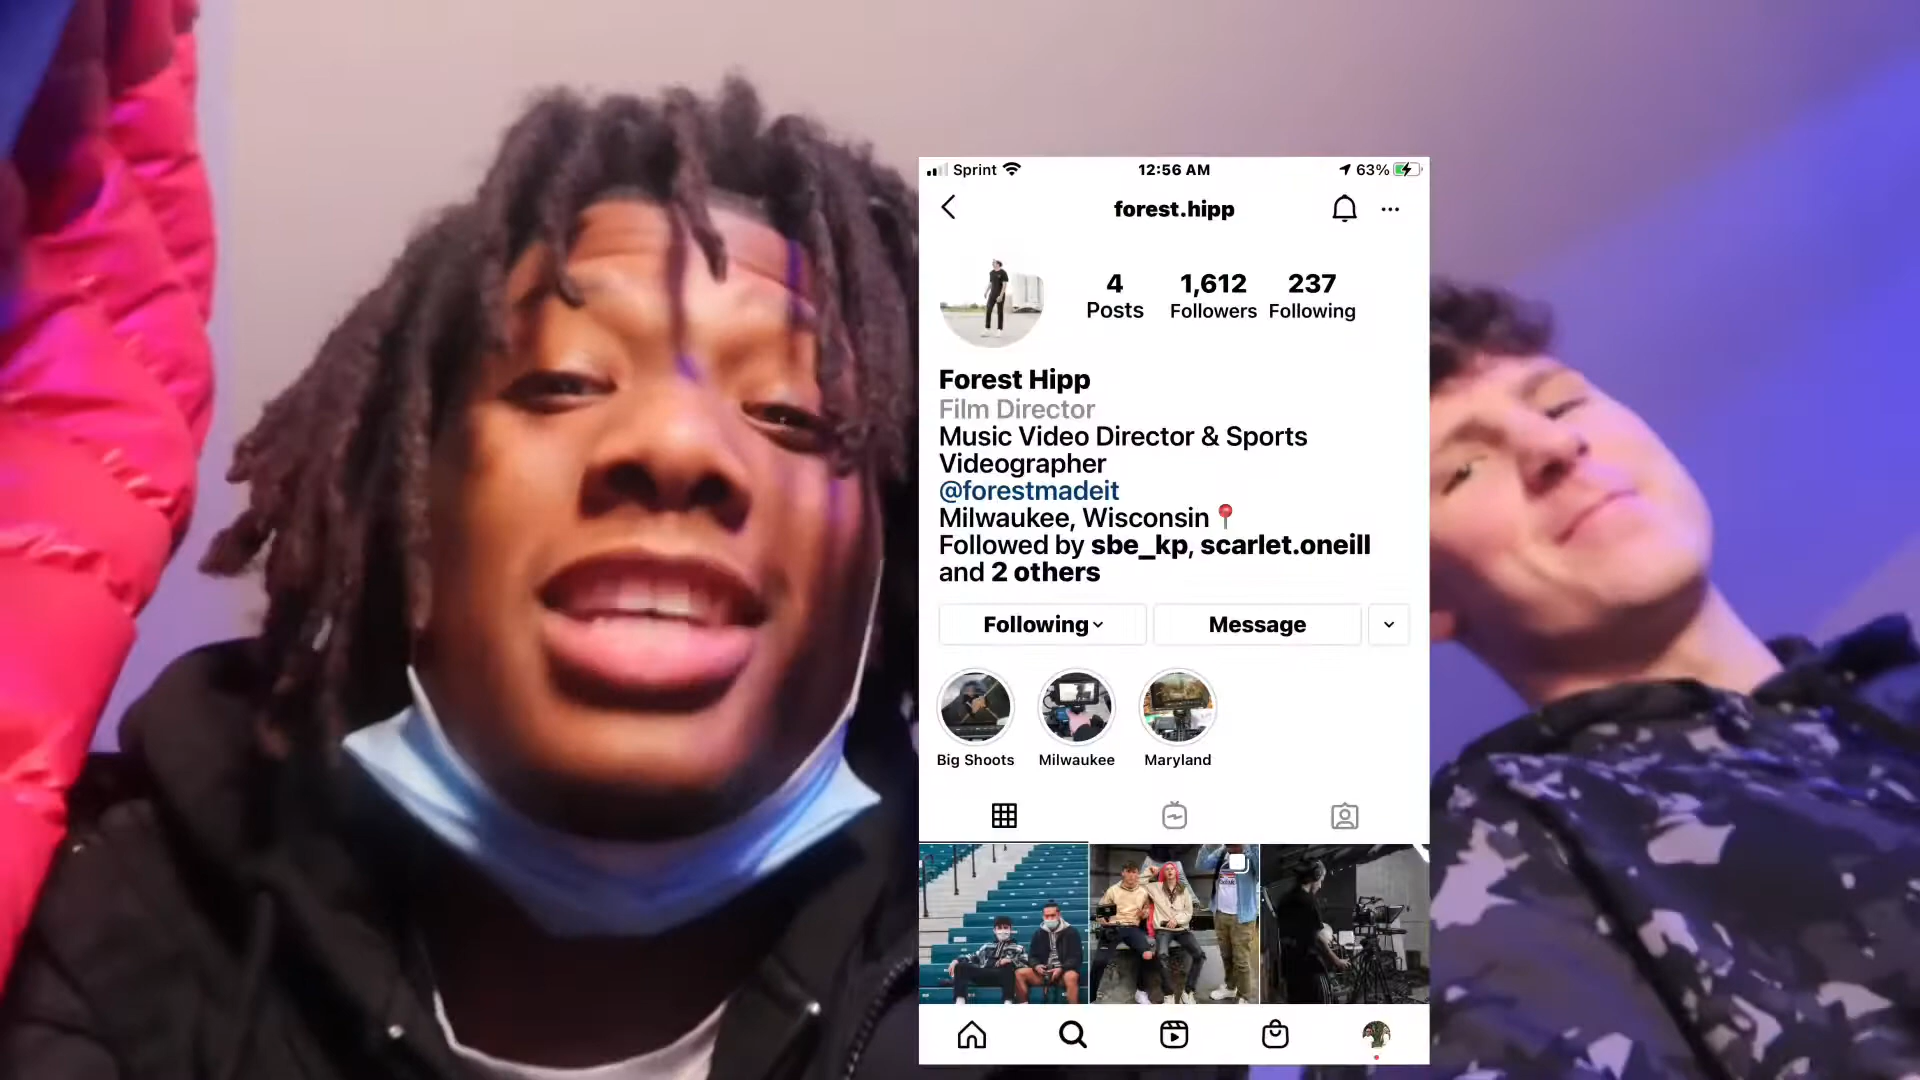 Sprint 12:56 AM 63%
forest.hipp
4 1,612 237
Posts Followers Following
Forest Hipp
Film Director
Music Video Director & Sports
Videographer
@forestmadeit
Milwaukee, Wisconsin📍
Followed by sbe_kp, scarlet.oneill
and 2 others
Following Message
Big Shoots Milwaukee Maryland